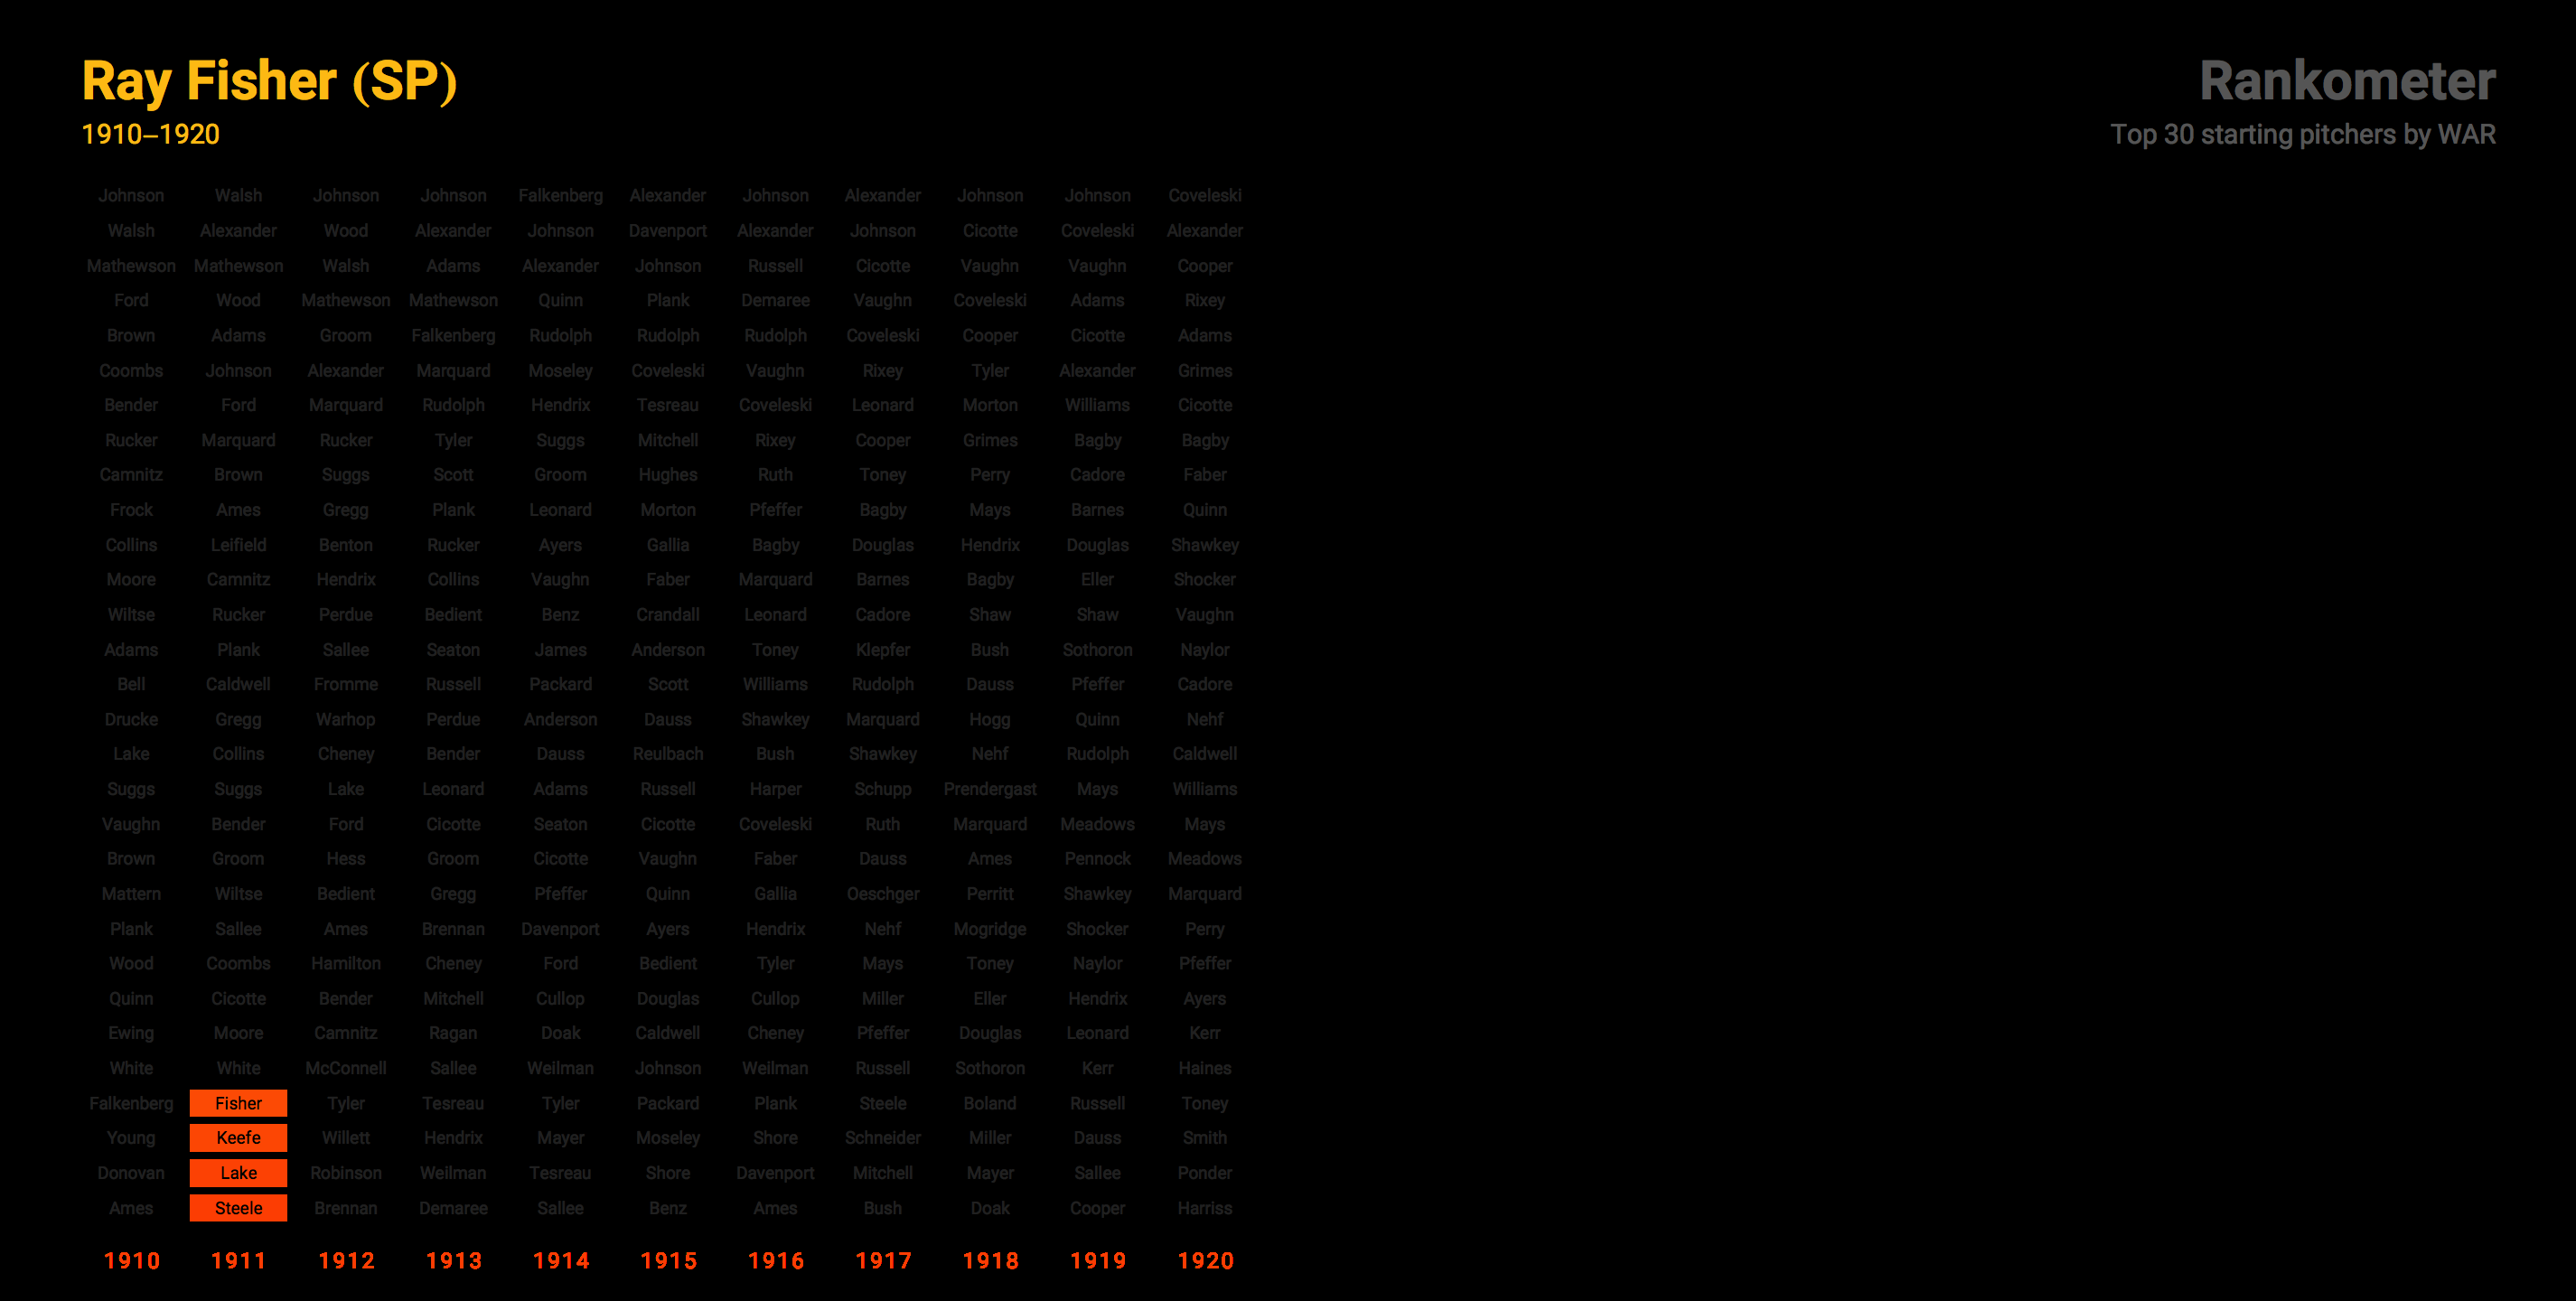 Ray Fisher (SP)
1910–1920
Rankometer
Top 30 starting pitchers by WAR
Johnson Walsh Johnson Johnson Falkenberg Alexander Johnson Alexander Johnson Johnson Coveleski
Walsh Alexander Wood Alexander Johnson Davenport Alexander Johnson Cicotte Coveleski Alexander
Mathewson Mathewson Walsh Adams Alexander Johnson Russell Cicotte Vaughn Vaughn Cooper
Ford Wood Mathewson Mathewson Quinn Plank Demaree Vaughn Coveleski Adams Rixey
Brown Adams Groom Falkenberg Rudolph Rudolph Rudolph Coveleski Cooper Cicotte Adams
Coombs Johnson Alexander Marquard Moseley Coveleski Vaughn Rixey Tyler Alexander Grimes
Bender Ford Marquard Rudolph Hendrix Tesreau Coveleski Leonard Morton Williams Cicotte
Rucker Marquard Rucker Tyler Suggs Mitchell Rixey Cooper Grimes Bagby Bagby
Camnitz Brown Suggs Scott Groom Hughes Ruth Toney Perry Cadore Faber
Frock Ames Gregg Plank Leonard Morton Pfeffer Bagby Mays Barnes Quinn
Collins Leifield Benton Rucker Ayers Gallia Bagby Douglas Hendrix Douglas Shawkey
Moore Camnitz Hendrix Collins Vaughn Faber Marquard Barnes Bagby Eller Shocker
Wiltse Rucker Perdue Bedient Benz Crandall Leonard Cadore Shaw Shaw Vaughn
Adams Plank Sallee Seaton James Anderson Toney Klepfer Bush Sothoron Naylor
Bell Caldwell Fromme Russell Packard Scott Williams Rudolph Dauss Pfeffer Cadore
Drucke Gregg Warhop Perdue Anderson Dauss Shawkey Marquard Hogg Quinn Nehf
Lake Collins Cheney Bender Dauss Reulbach Bush Shawkey Nehf Rudolph Caldwell
Suggs Suggs Lake Leonard Adams Russell Harper Schupp Prendergast Mays Williams
Vaughn Bender Ford Cicotte Seaton Cicotte Coveleski Ruth Marquard Meadows Mays
Brown Groom Hess Groom Cicotte Vaughn Faber Dauss Ames Pennock Meadows
Mattern Wiltse Bedient Gregg Pfeffer Quinn Gallia Oeschger Perritt Shawkey Marquard
Plank Sallee Ames Brennan Davenport Ayers Hendrix Nehf Mogridge Shocker Perry
Wood Coombs Hamilton Cheney Ford Bedient Tyler Mays Toney Naylor Pfeffer
Quinn Cicotte Bender Mitchell Cullop Douglas Cullop Miller Eller Hendrix Ayers
Ewing Moore Camnitz Ragan Doak Caldwell Cheney Pfeffer Douglas Leonard Kerr
White White McConnell Sallee Weilman Johnson Weilman Russell Sothoron Kerr Haines
Falkenberg Fisher Tyler Tesreau Tyler Packard Plank Steele Boland Russell Toney
Young Keefe Willett Hendrix Mayer Moseley Shore Schneider Miller Dauss Smith
Donovan Lake Robinson Weilman Tesreau Shore Davenport Mitchell Mayer Sallee Ponder
Ames Steele Brennan Demaree Sallee Benz Ames Bush Doak Cooper Harriss
1910 1911 1912 1913 1914 1915 1916 1917 1918 1919 1920